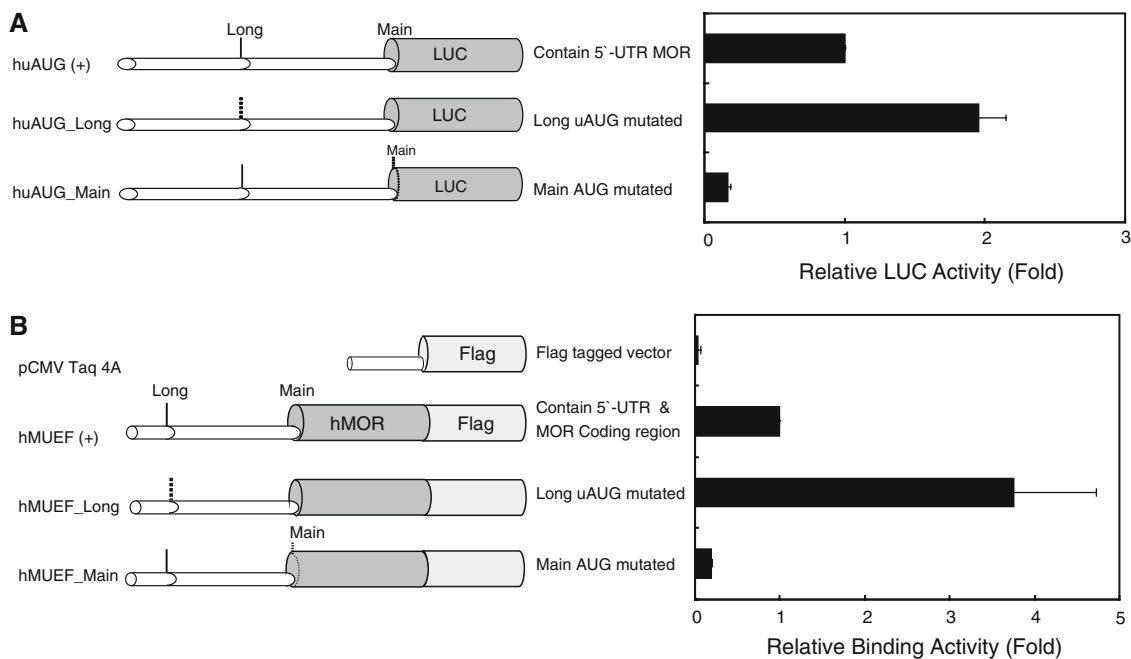 A
Long
Main
huAUG (+)
LUC
Contain 5`-UTR MOR
huAUG_Long
LUC
Long uAUG mutated
Main
huAUG_Main
LUC
Main AUG mutated
0 1 2 3
Relative LUC Activity (Fold)
B
pCMV Taq 4A
Flag
Flag tagged vector
Long
Main
hMUEF (+)
hMOR
Flag
Contain 5`-UTR &
MOR Coding region
hMUEF_Long
Long uAUG mutated
Main
hMUEF_Main
Main AUG mutated
0 1 2 3 4 5
Relative Binding Activity (Fold)